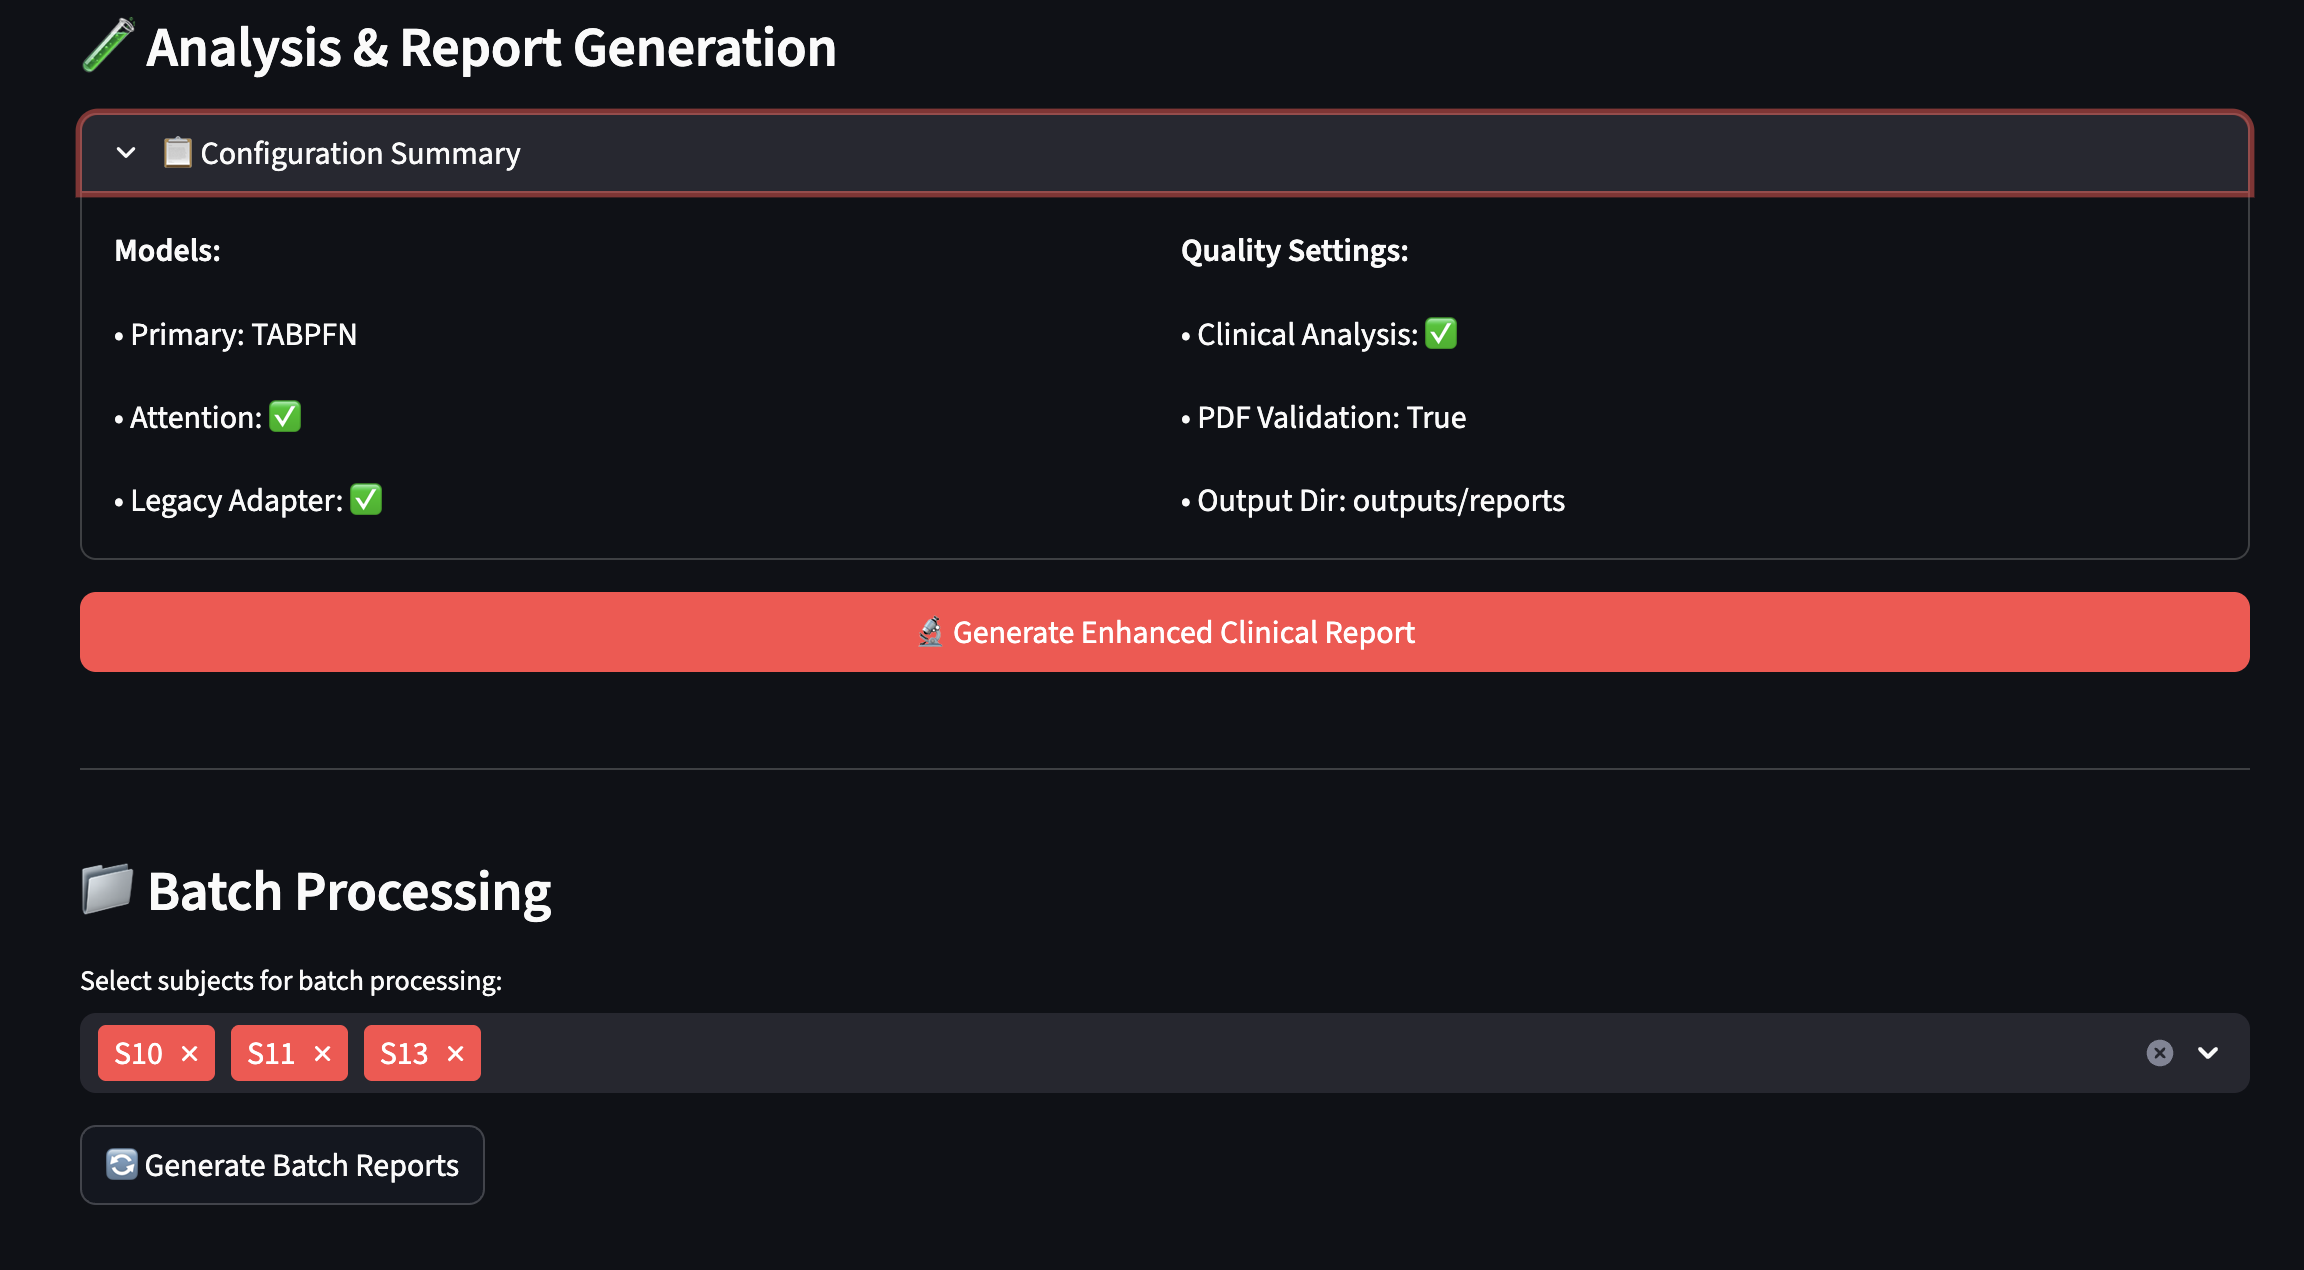 Analysis & Report Generation
Configuration Summary
Models:
• Primary: TABPFN
• Attention: ✅
• Legacy Adapter: ✅
Quality Settings:
• Clinical Analysis: ✅
• PDF Validation: True
• Output Dir: outputs/reports
Generate Enhanced Clinical Report
Batch Processing
Select subjects for batch processing:
S10 × S11 × S13 ×
Generate Batch Reports